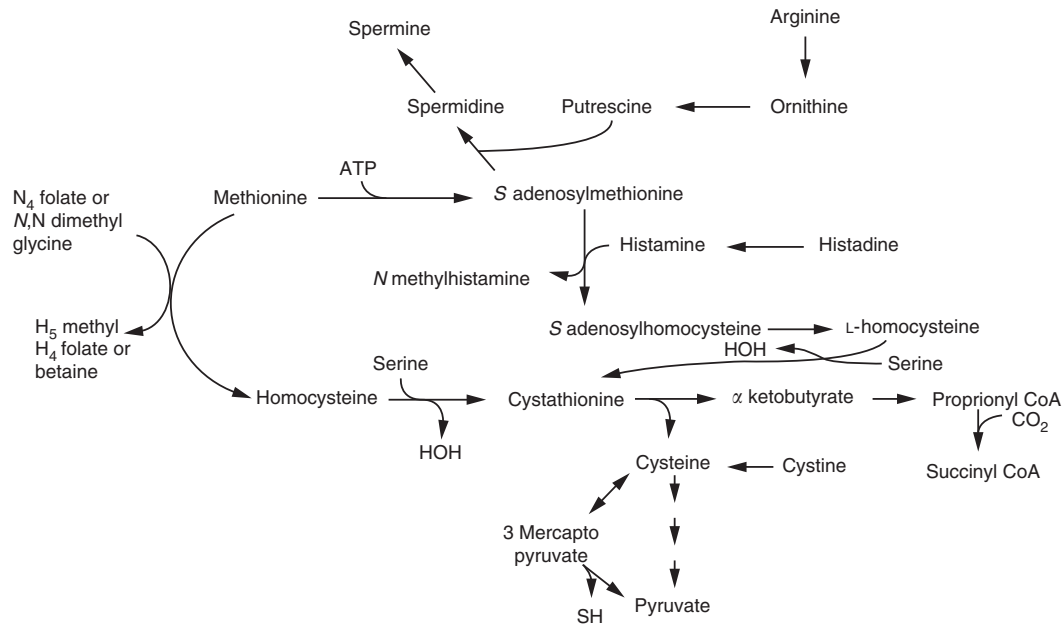 Arginine
Spermine
Spermidine
Putrescine
Ornithine
ATP
N4 folate or
N,N dimethyl
glycine
Methionine
S adenosylmethionine
Histamine
Histadine
N methylhistamine
H5 methyl
H4 folate or
betaine
S adenosylhomocysteine
L-homocysteine
HOH
Serine
Serine
Homocysteine
Cystathionine
α ketobutyrate
Proprionyl CoA
CO2
HOH
Cysteine
Cystine
Succinyl CoA
3 Mercapto
pyruvate
SH
Pyruvate